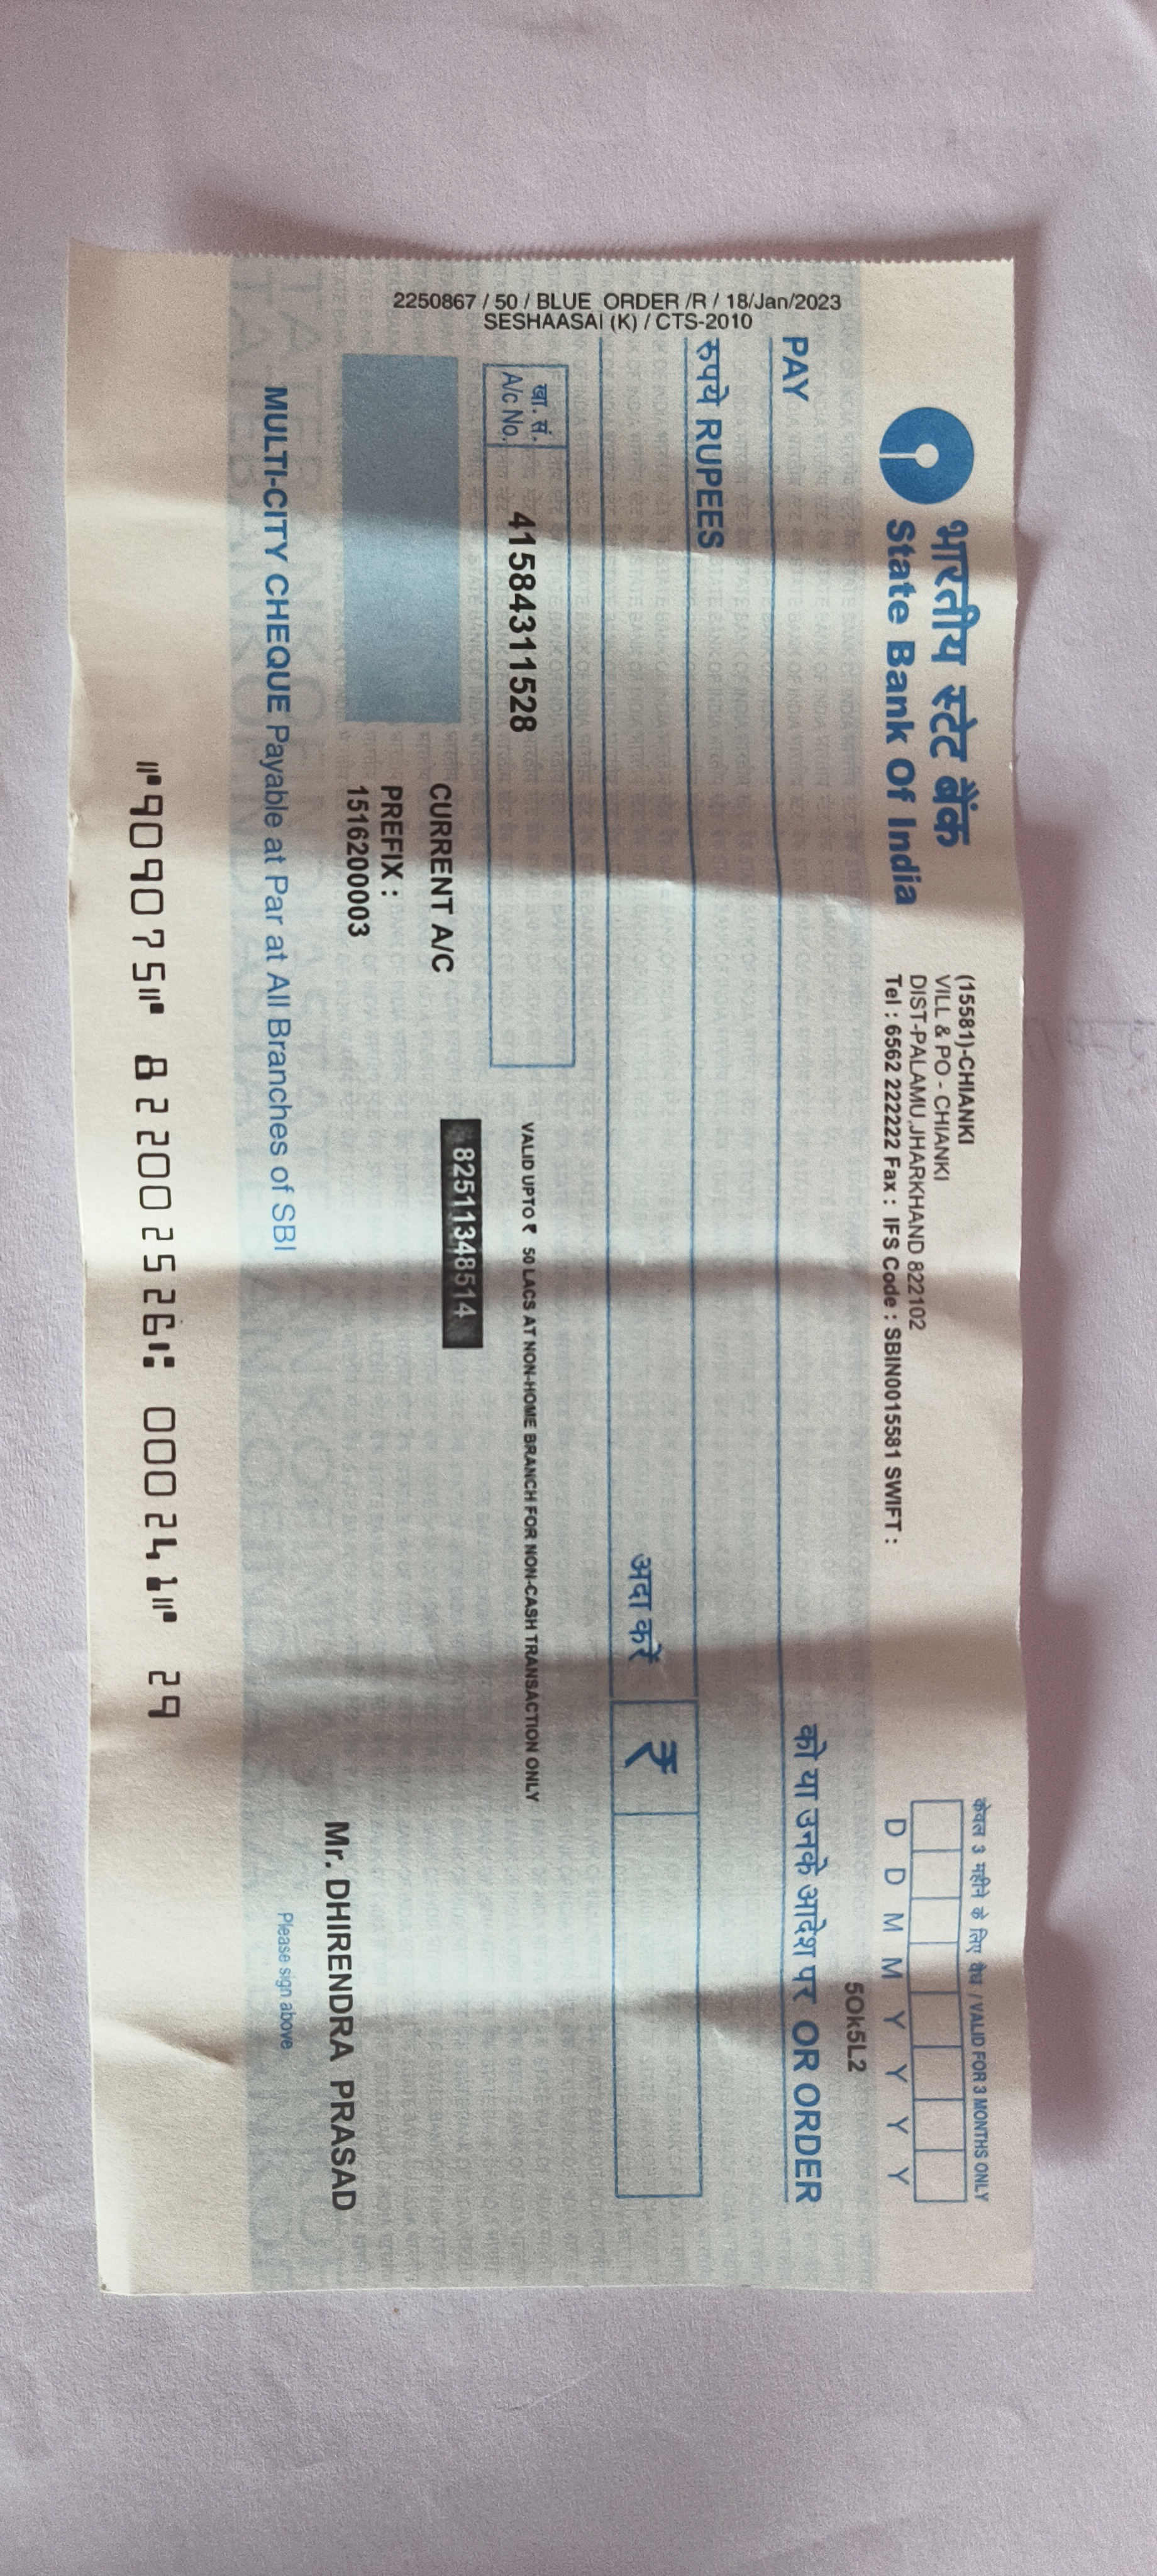 भारतीय स्टेट बैंक
State Bank Of India
(15581)-CHIANKI
VILL & PO - CHIANKI
DIST-PALAMU,JHARKHAND 822102
Tel : 6562 222222 Fax : IFS Code : SBIN0015581 SWIFT :
केवल 3 महीने के लिए वैध / VALID FOR 3 MONTHS ONLY
D D M M Y Y Y Y
5Ok5L2
PAY
को या उनके आदेश पर OR ORDER
रुपये RUPEES
अदा करें
₹
खा. सं.
A/c No.
41584311528
VALID UPTO ₹ 50 LACS AT NON-HOME BRANCH FOR NON-CASH TRANSACTION ONLY
CURRENT A/C
82511348514
PREFIX :
1516200003
Mr. DHIRENDRA PRASAD
MULTI-CITY CHEQUE Payable at Par at All Branches of SBI
Please sign above
⑈909075⑈ 822002526⑆ 000241⑈ 29
2250867 / 50 / BLUE ORDER /R / 18/Jan/2023
SESHAASAI (K) / CTS-2010